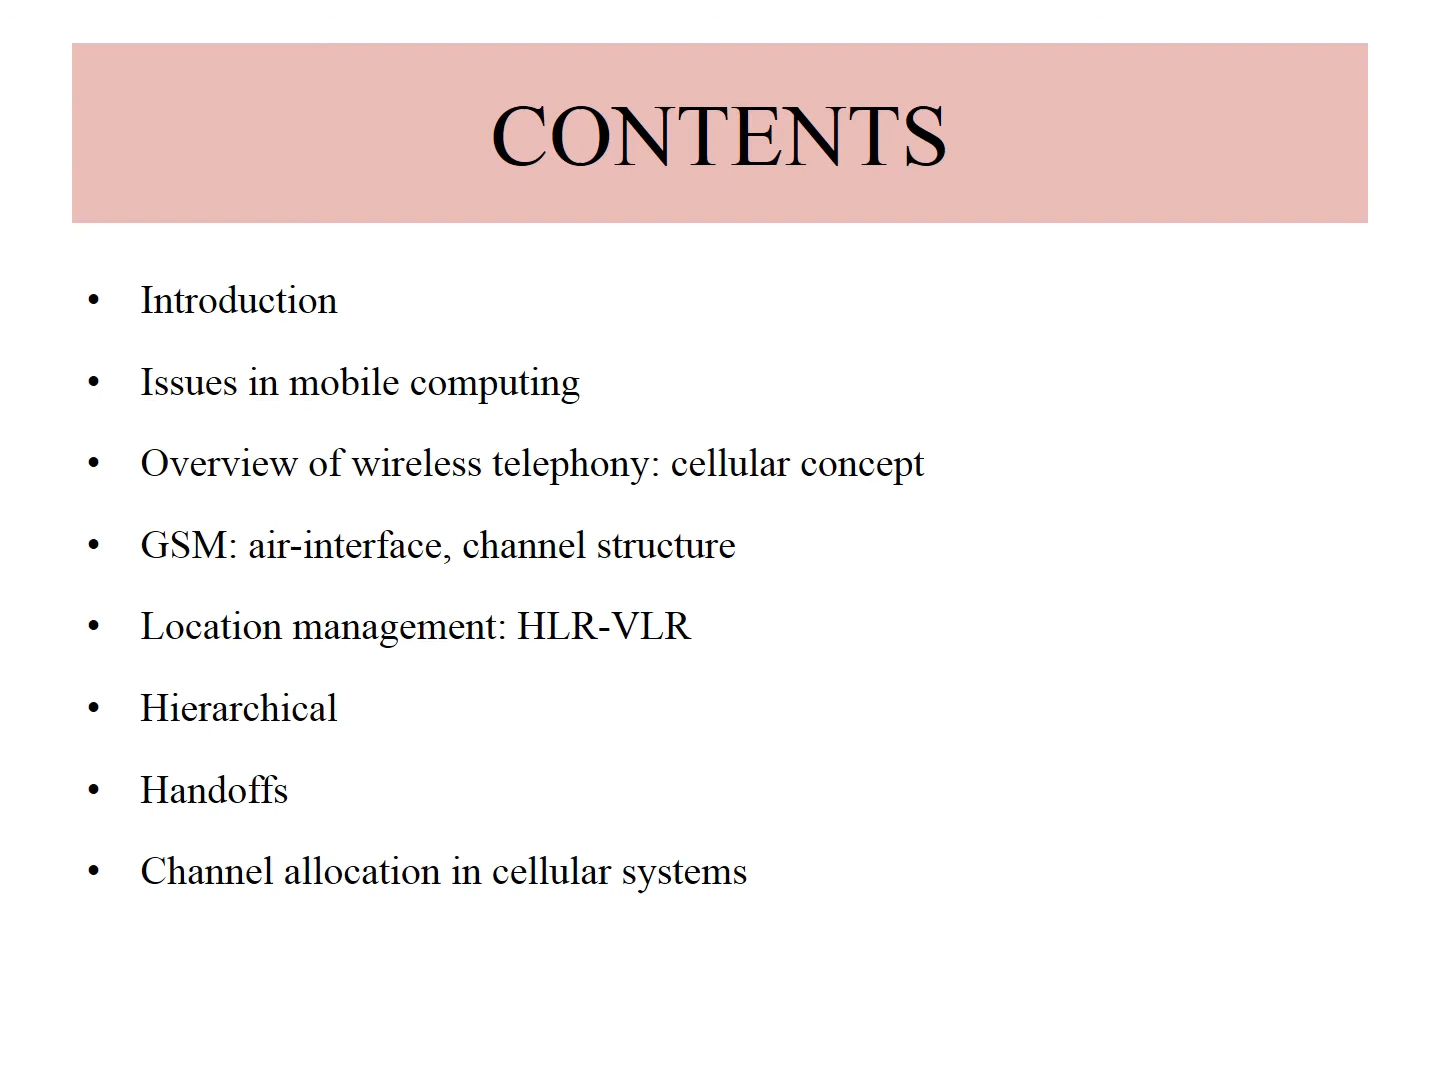 CONTENTS
• Introduction
• Issues in mobile computing
• Overview of wireless telephony: cellular concept
• GSM: air-interface, channel structure
• Location management: HLR-VLR
• Hierarchical
• Handoffs
• Channel allocation in cellular systems